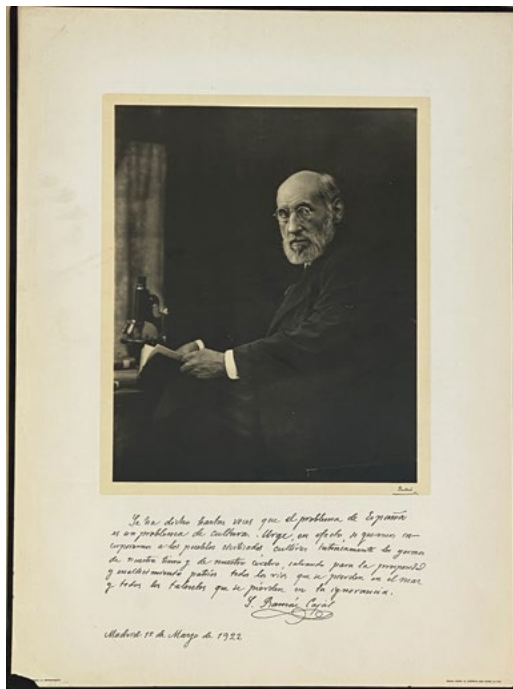 Se ha dicho tantas veces que el problema de España
es un problema de cultura. Urge, en efecto, si queremos in-
corporarnos a los pueblos civilizados cultivar intensamente los yermos
de nuestra tierra y de nuestro cerebro, salvando para la prosperidad
y enaltecimiento patrios todos los ríos que se pierden en el mar
y todos los talentos que se pierden en la ignorancia.
S. Ramón Cajal
Madrid 1º de Marzo de 1922